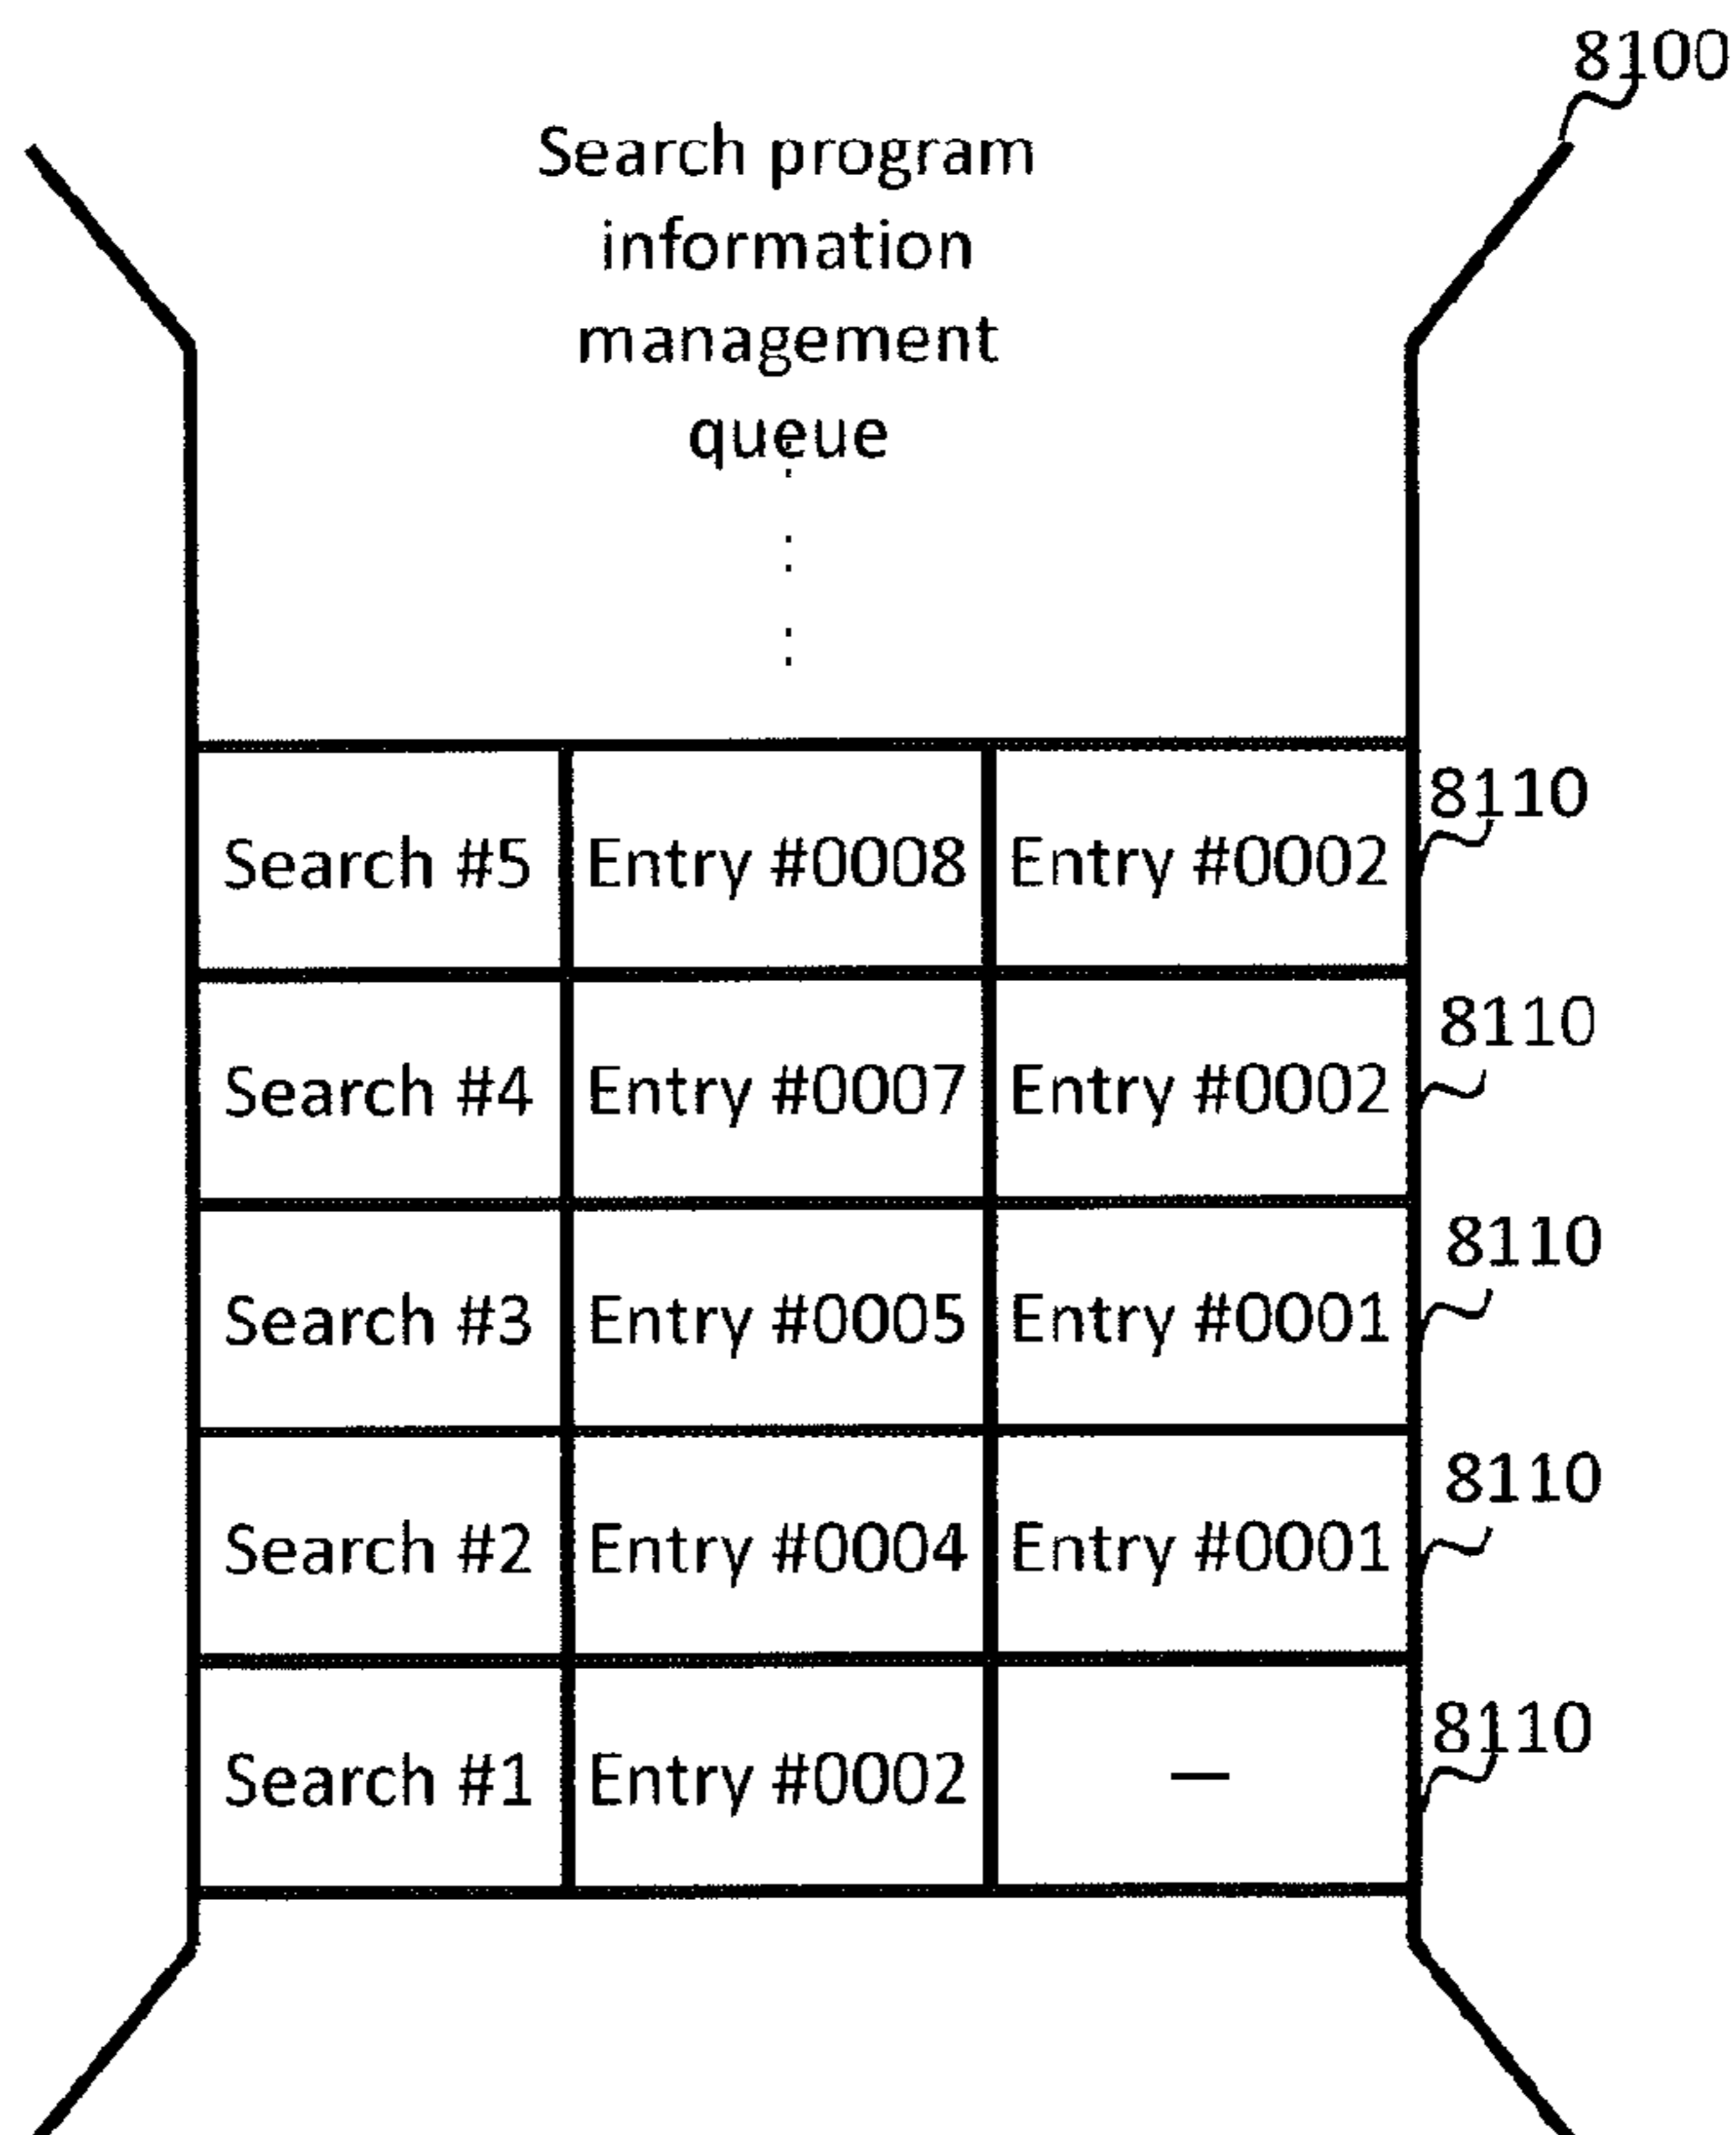 8100
Search program
information
management
queue
8110
Search #5 Entry #0008 Entry #0002
8110
Search #4 Entry #0007 Entry #0002
8110
Search #3 Entry #0005 Entry #0001
8110
Search #2 Entry #0004 Entry #0001
8110
Search #1 Entry #0002 —